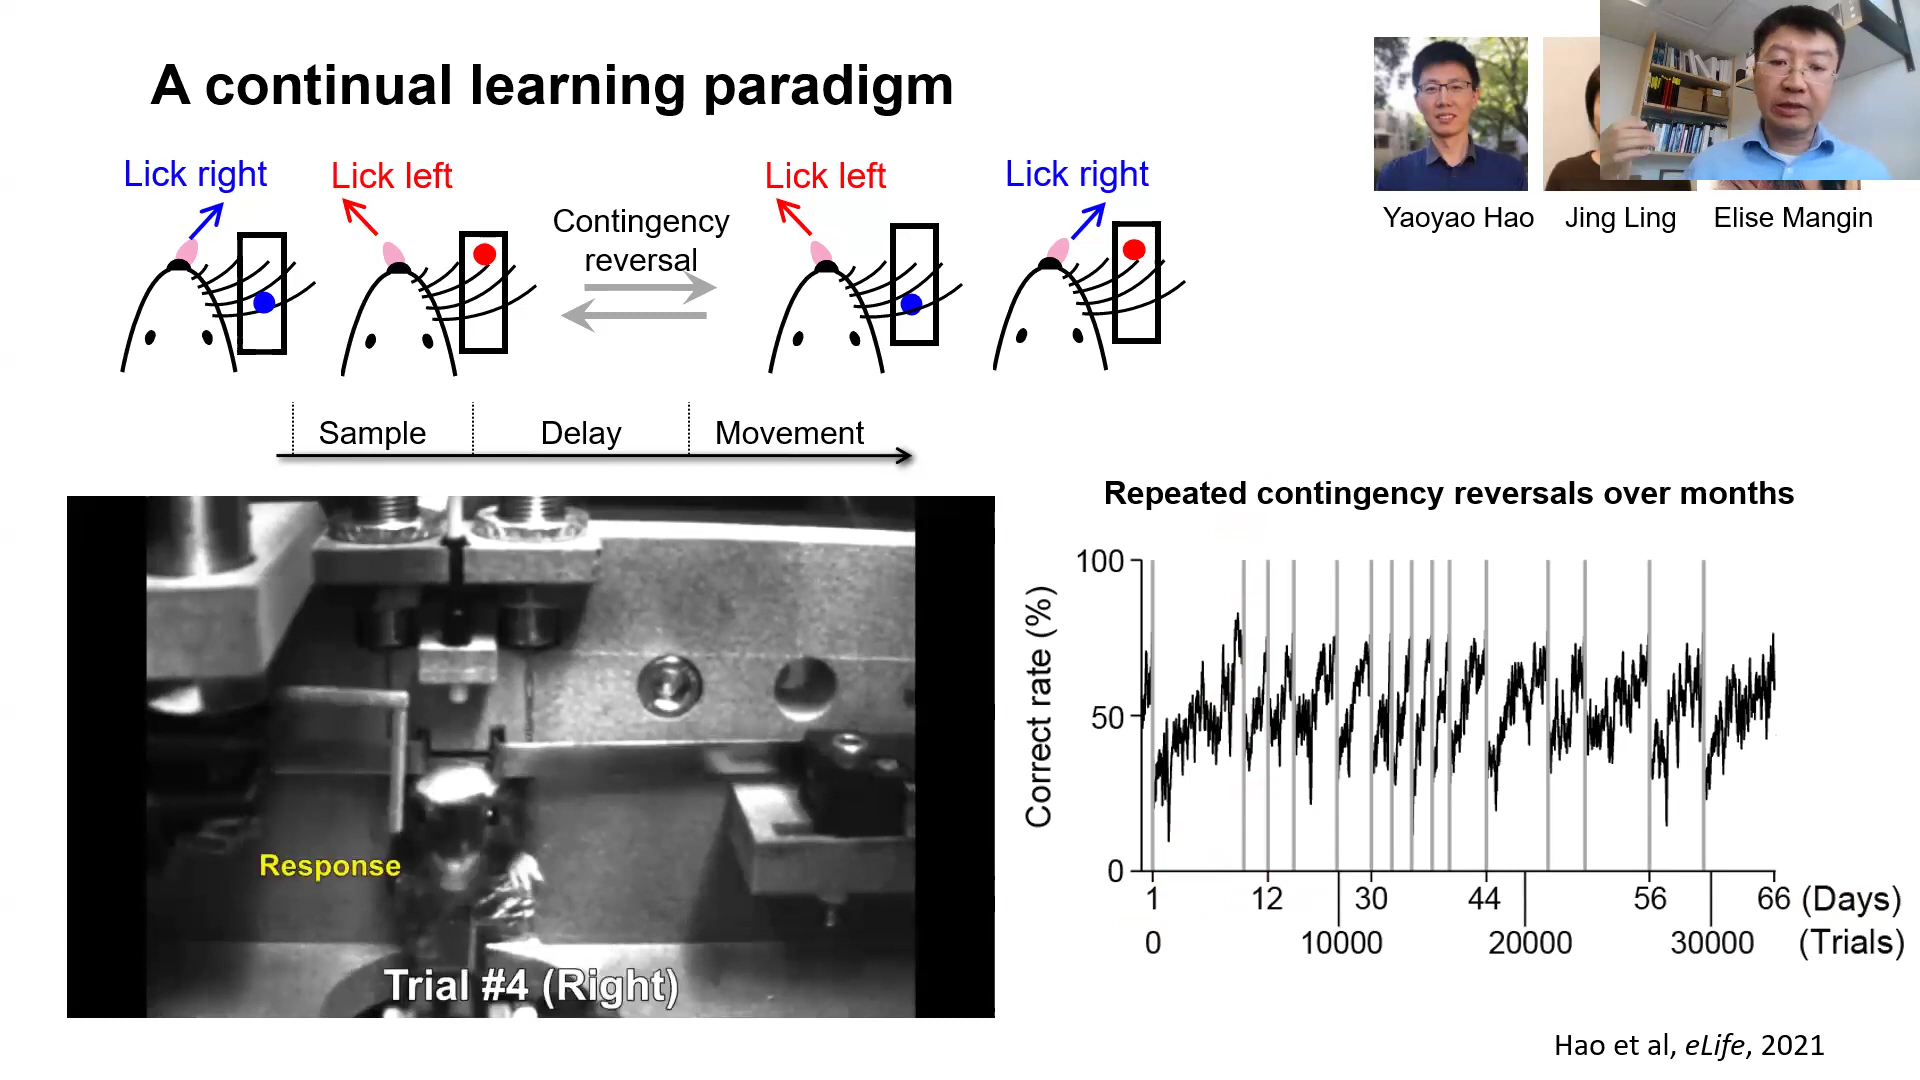 A continual learning paradigm
Lick right
Lick left
Contingency
reversal
Lick left
Lick right
Yaoyao Hao
Jing Ling
Elise Mangin
Sample
Delay
Movement
Response
Trial #4 (Right)
Repeated contingency reversals over months
Correct rate (%)
100
50
0
1 12 30 44 56 66 (Days)
0 10000 20000 30000 (Trials)
Hao et al, eLife, 2021